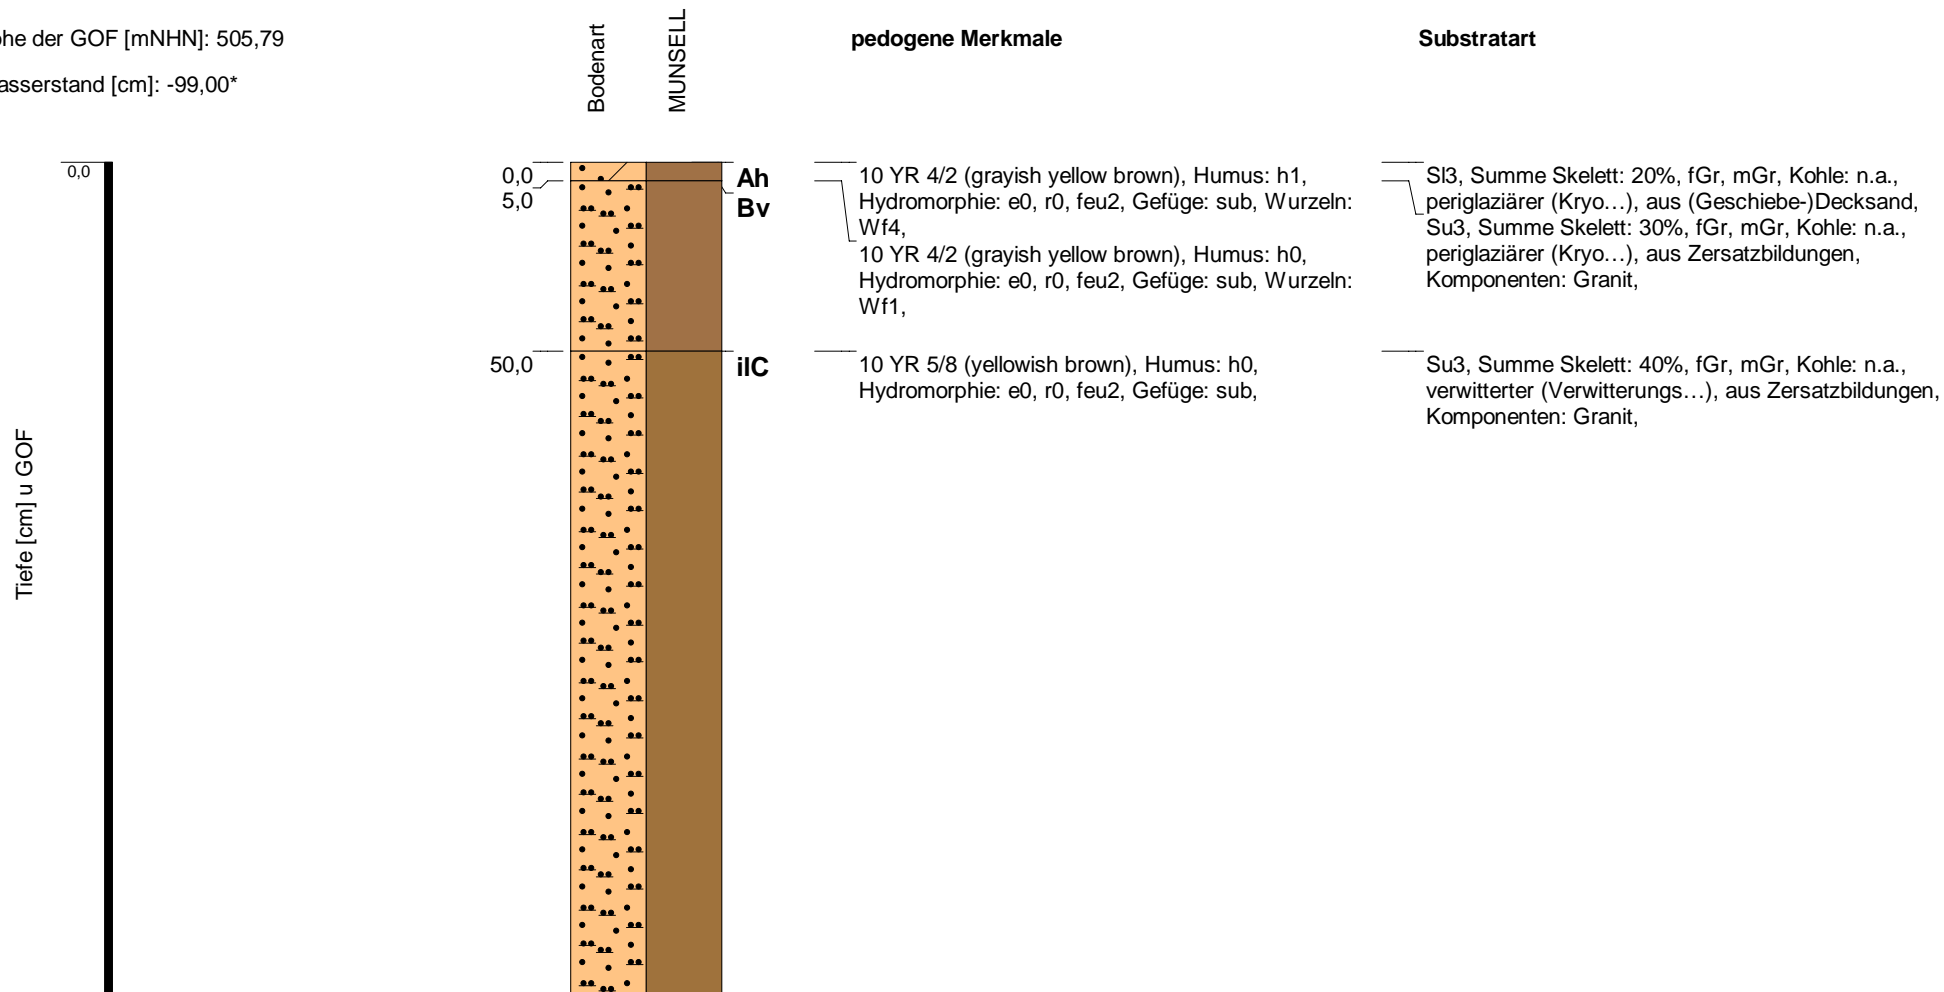 öhe der GOF [mNHN]: 505,79
asserstand [cm]: -99,00*
Bodenart
MUNSELL
pedogene Merkmale
Substratart
Tiefe [cm] u GOF
0,0
0,0
5,0
50,0
Ah
Bv
ilC
10 YR 4/2 (grayish yellow brown), Humus: h1,
Hydromorphie: e0, r0, feu2, Gefüge: sub, Wurzeln:
Wf4,
10 YR 4/2 (grayish yellow brown), Humus: h0,
Hydromorphie: e0, r0, feu2, Gefüge: sub, Wurzeln:
Wf1,
10 YR 5/8 (yellowish brown), Humus: h0,
Hydromorphie: e0, r0, feu2, Gefüge: sub,
Sl3, Summe Skelett: 20%, fGr, mGr, Kohle: n.a.,
periglaziärer (Kryo…), aus (Geschiebe-)Decksand,
Su3, Summe Skelett: 30%, fGr, mGr, Kohle: n.a.,
periglaziärer (Kryo…), aus Zersatzbildungen,
Komponenten: Granit,
Su3, Summe Skelett: 40%, fGr, mGr, Kohle: n.a.,
verwitterter (Verwitterungs…), aus Zersatzbildungen,
Komponenten: Granit,